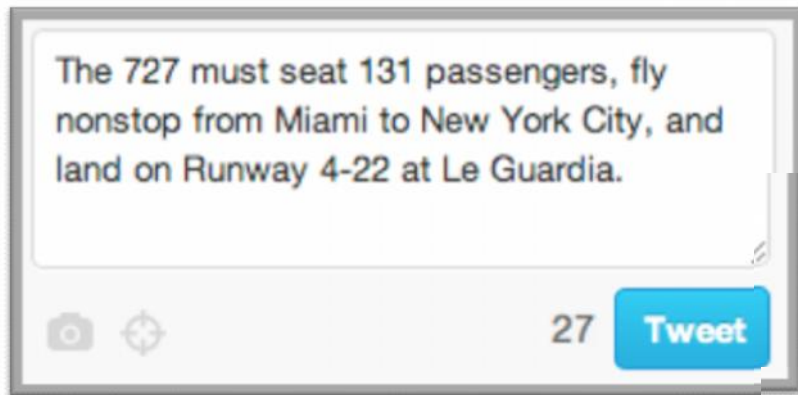 The 727 must seat 131 passengers, fly
nonstop from Miami to New York City, and
land on Runway 4-22 at Le Guardia.
27 Tweet